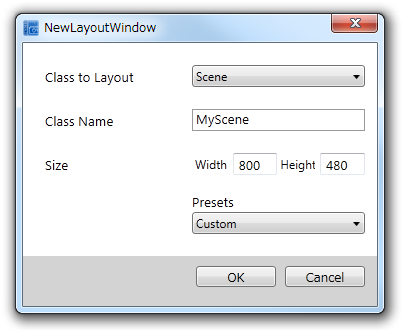 NewLayoutWindow
Class to Layout Scene
Class Name MyScene
Size Width 800 Height 480
Presets
Custom
OK Cancel